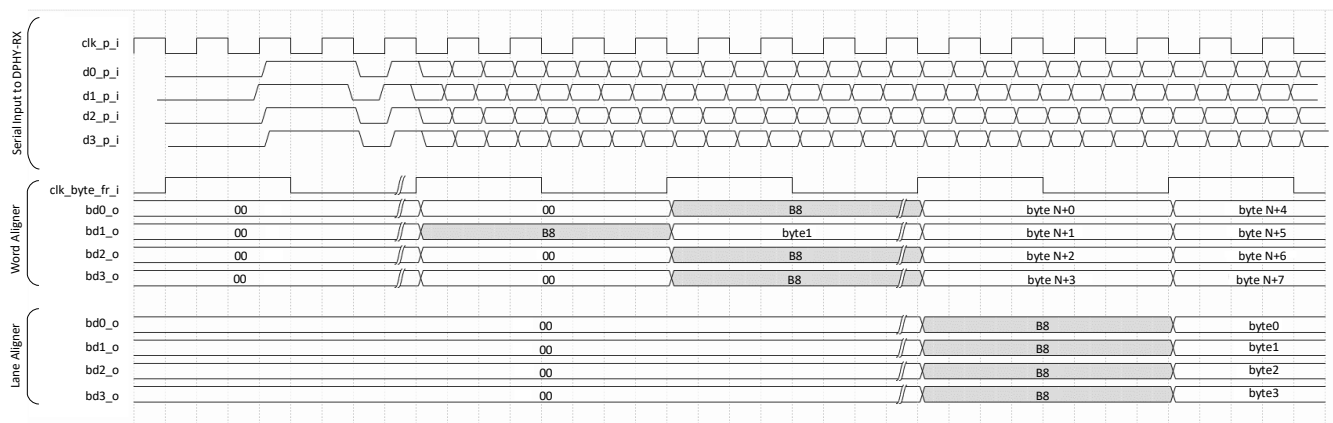 Serial Input to DPHY-RX
clk_p_i
d0_p_i
d1_p_i
d2_p_i
d3_p_i
Word Aligner
clk_byte_fr_i
bd0_o 00 00 B8 byte N+0 byte N+4
bd1_o 00 B8 byte1 byte N+1 byte N+5
bd2_o 00 00 B8 byte N+2 byte N+6
bd3_o 00 00 B8 byte N+3 byte N+7
Lane Aligner
bd0_o 00 B8 byte0
bd1_o 00 B8 byte1
bd2_o 00 B8 byte2
bd3_o 00 B8 byte3